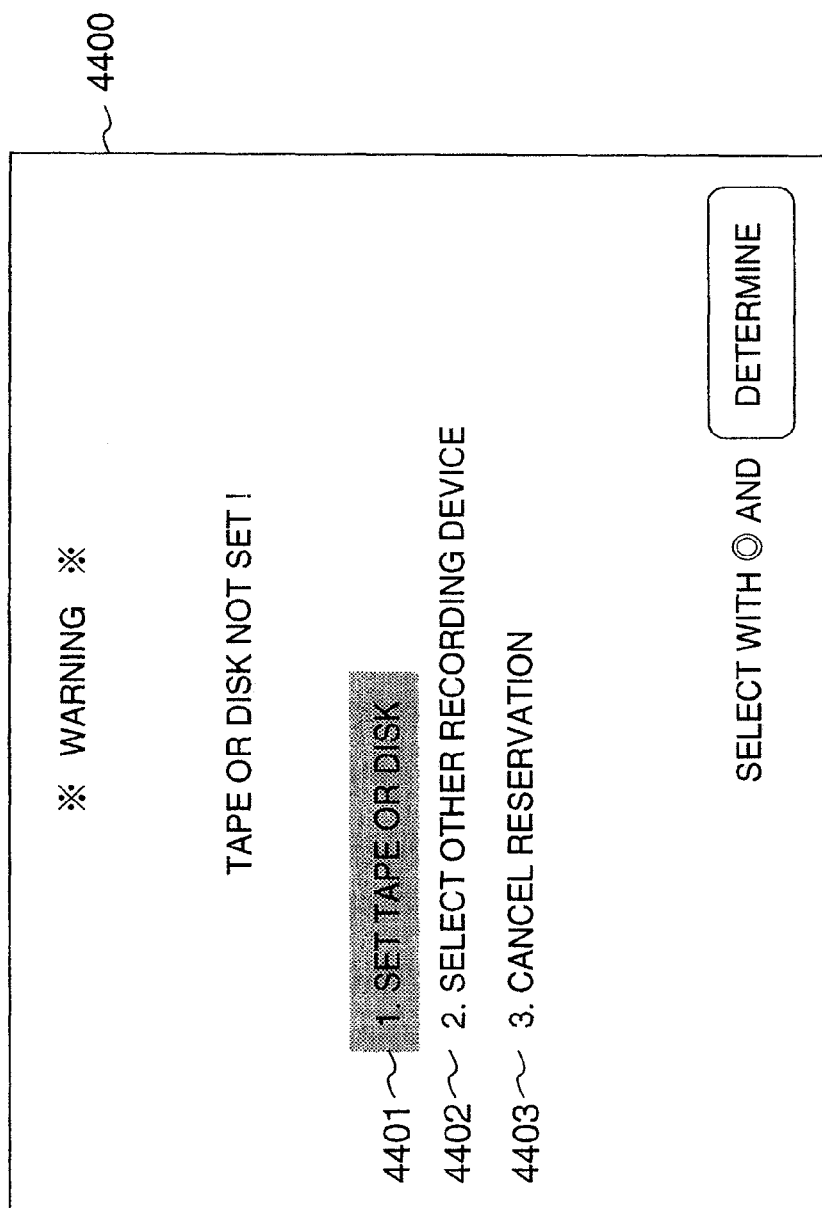 4400
※ WARNING ※
TAPE OR DISK NOT SET !
4401 1. SET TAPE OR DISK
4402 2. SELECT OTHER RECORDING DEVICE
4403 3. CANCEL RESERVATION
SELECT WITH ◎ AND DETERMINE